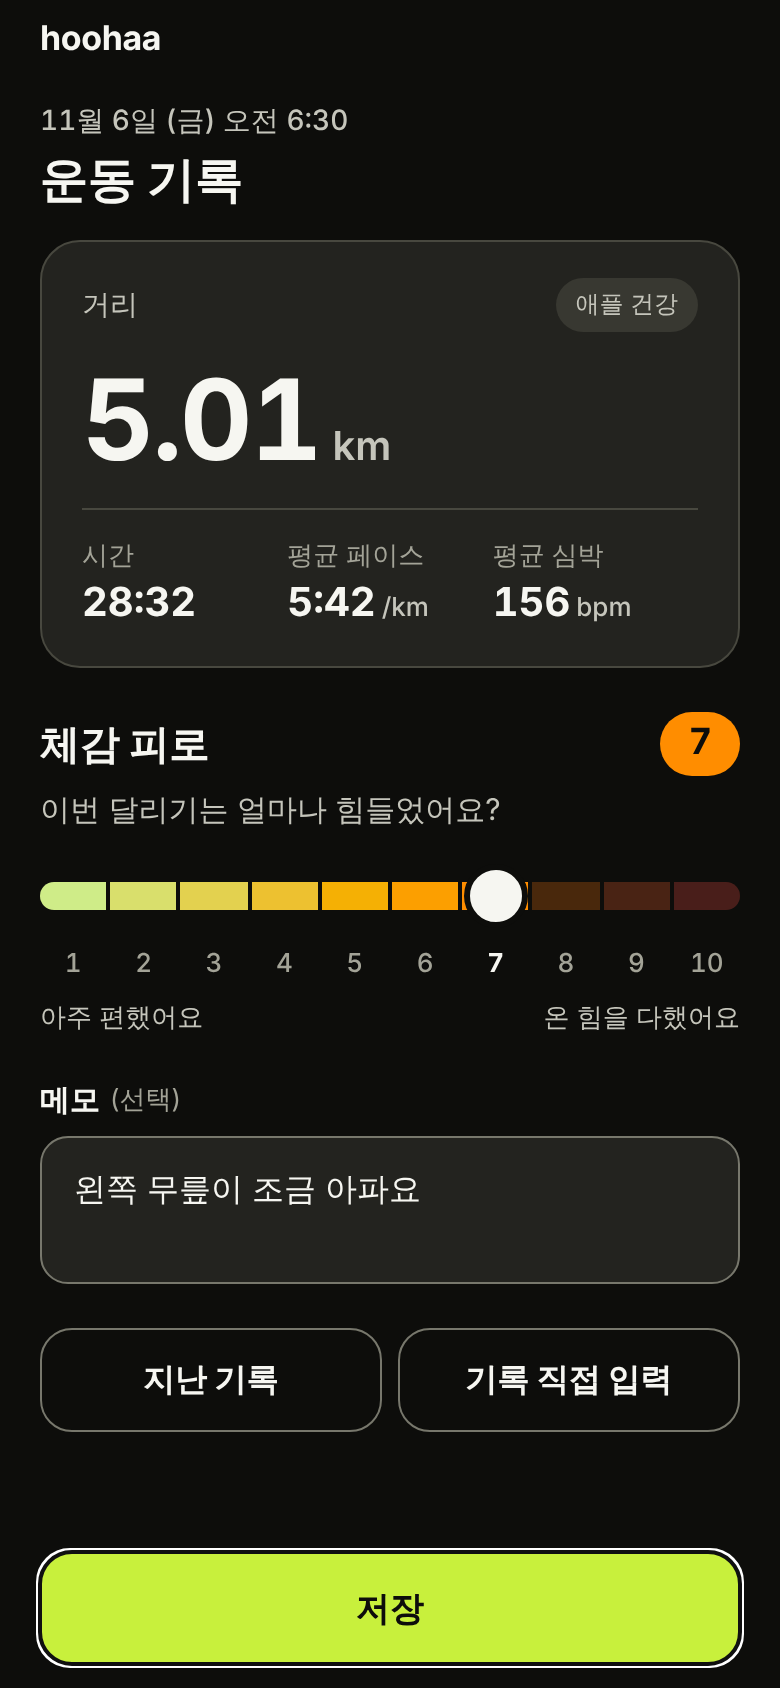 hoohaa
11월 6일 (금) 오전 6:30
운동 기록
거리
애플 건강
5.01 km
시간 평균 페이스 평균 심박
28:32 5:42 /km 156 bpm
체감 피로 7
이번 달리기는 얼마나 힘들었어요?
1 2 3 4 5 6 7 8 9 10
아주 편했어요 온 힘을 다했어요
메모 (선택)
왼쪽 무릎이 조금 아파요
지난 기록 기록 직접 입력
저장